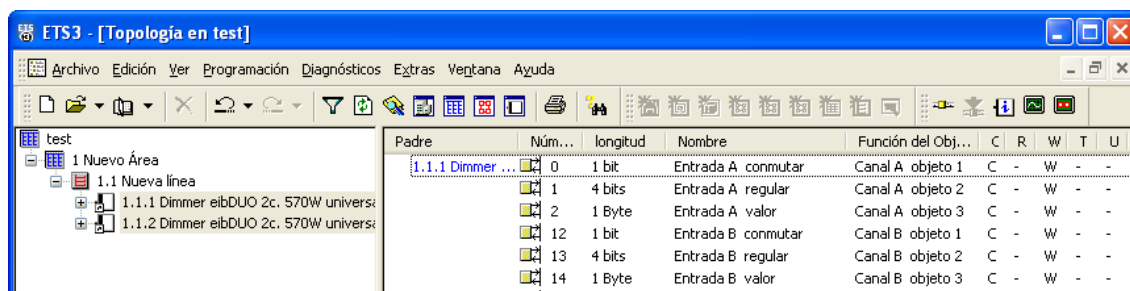 ETS3 - [Topología en test]
Archivo Edición Ver Programación Diagnósticos Extras Ventana Ayuda
test
1 Nuevo Área
1.1 Nueva línea
1.1.1 Dimmer eibDUO 2c. 570W universa
1.1.2 Dimmer eibDUO 2c. 570W universa
Padre Núm... longitud Nombre Función del Obj... C R W T U
1.1.1 Dimmer ... 0 1 bit Entrada A conmutar Canal A objeto 1 C - W - -
1 4 bits Entrada A regular Canal A objeto 2 C - W - -
2 1 Byte Entrada A valor Canal A objeto 3 C - W - -
12 1 bit Entrada B conmutar Canal B objeto 1 C - W - -
13 4 bits Entrada B regular Canal B objeto 2 C - W - -
14 1 Byte Entrada B valor Canal B objeto 3 C - W - -